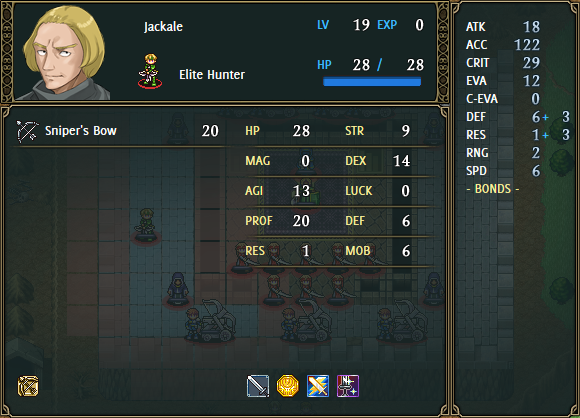 Jackale LV 19 EXP 0
Elite Hunter HP 28 / 28
Sniper's Bow 20
HP 28 STR 9
MAG 0 DEX 14
AGI 13 LUCK 0
PROF 20 DEF 6
RES 1 MOB 6
ATK 18
ACC 122
CRIT 29
EVA 12
C-EVA 0
DEF 6+ 3
RES 1+ 3
RNG 2
SPD 6
- BONDS -